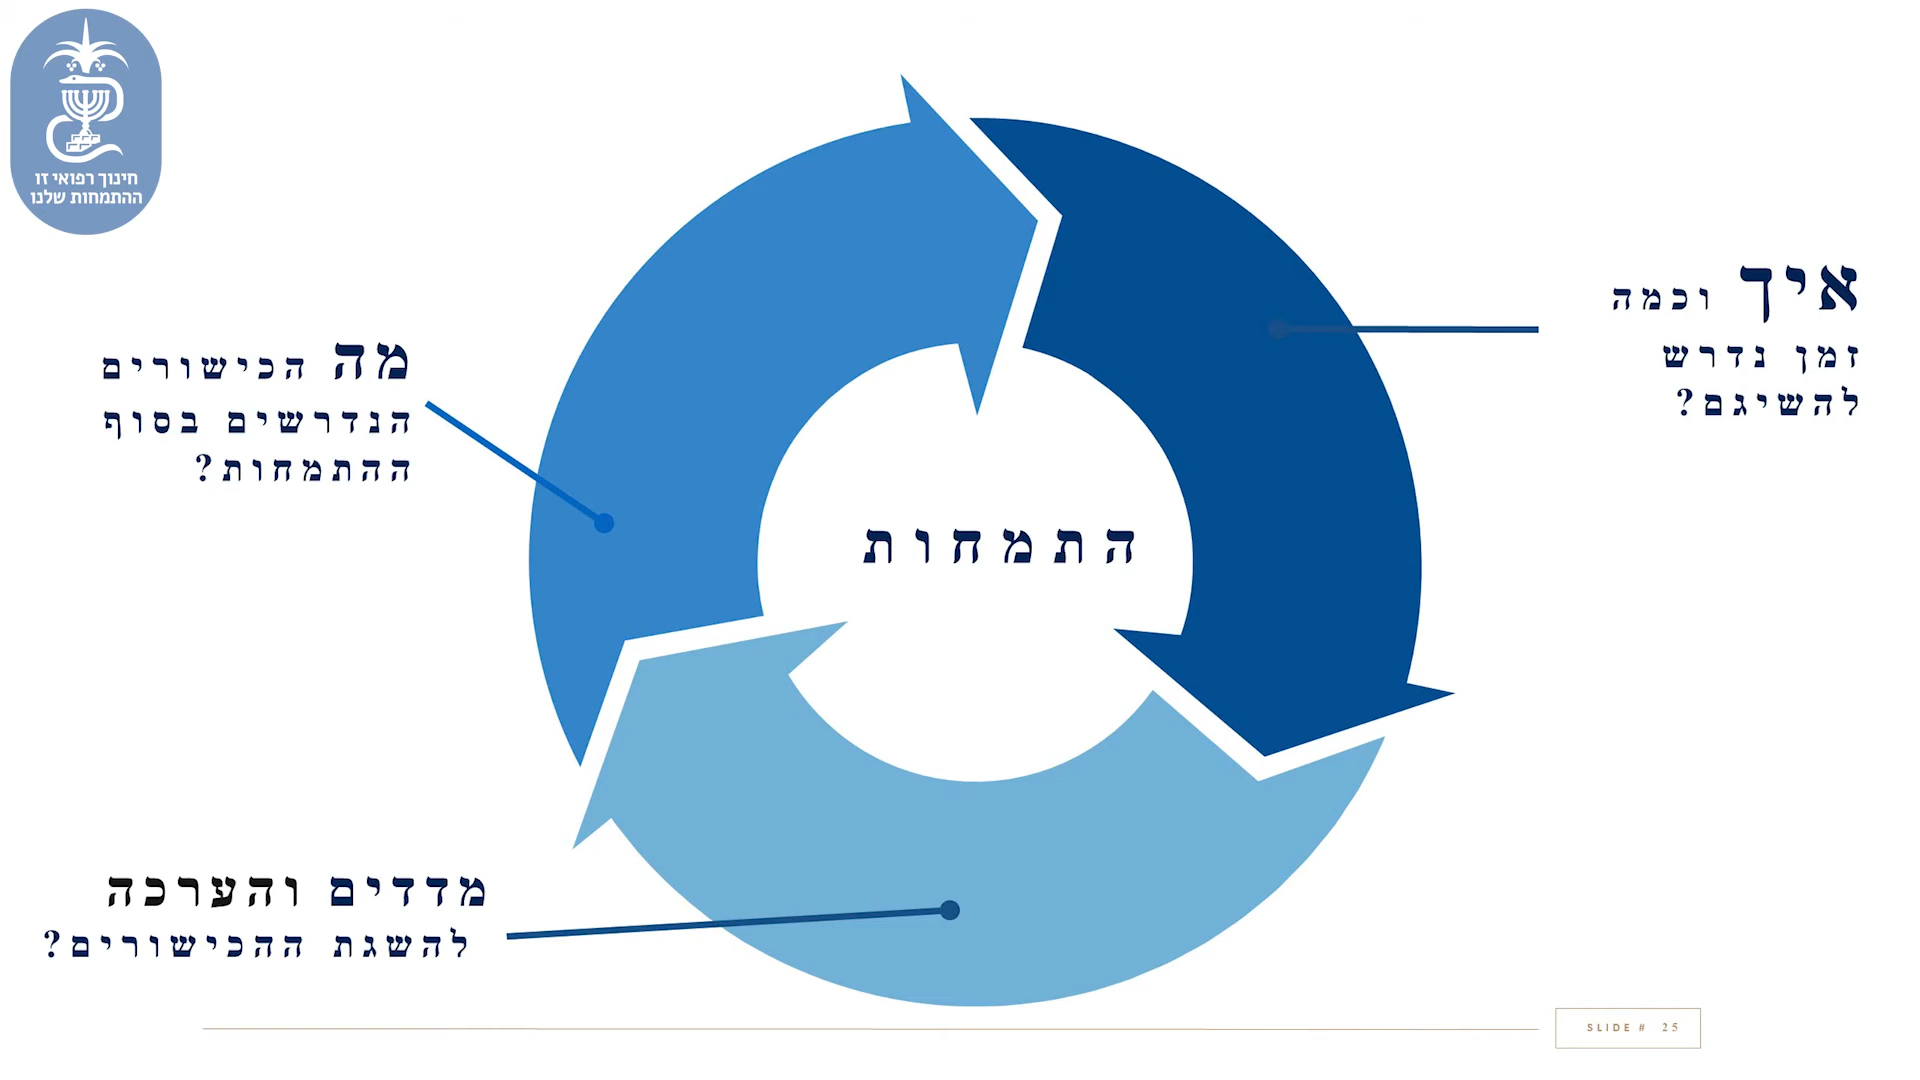 חינוך רפואי זו
ההתמחות שלנו
איך וכמה
זמן נדרש
להשיגם?
מה הכישורים
הנדרשים בסוף
ההתמחות?
התמחות
מדדים והערכה
להשגת ההכישורים?
SLIDE # 25